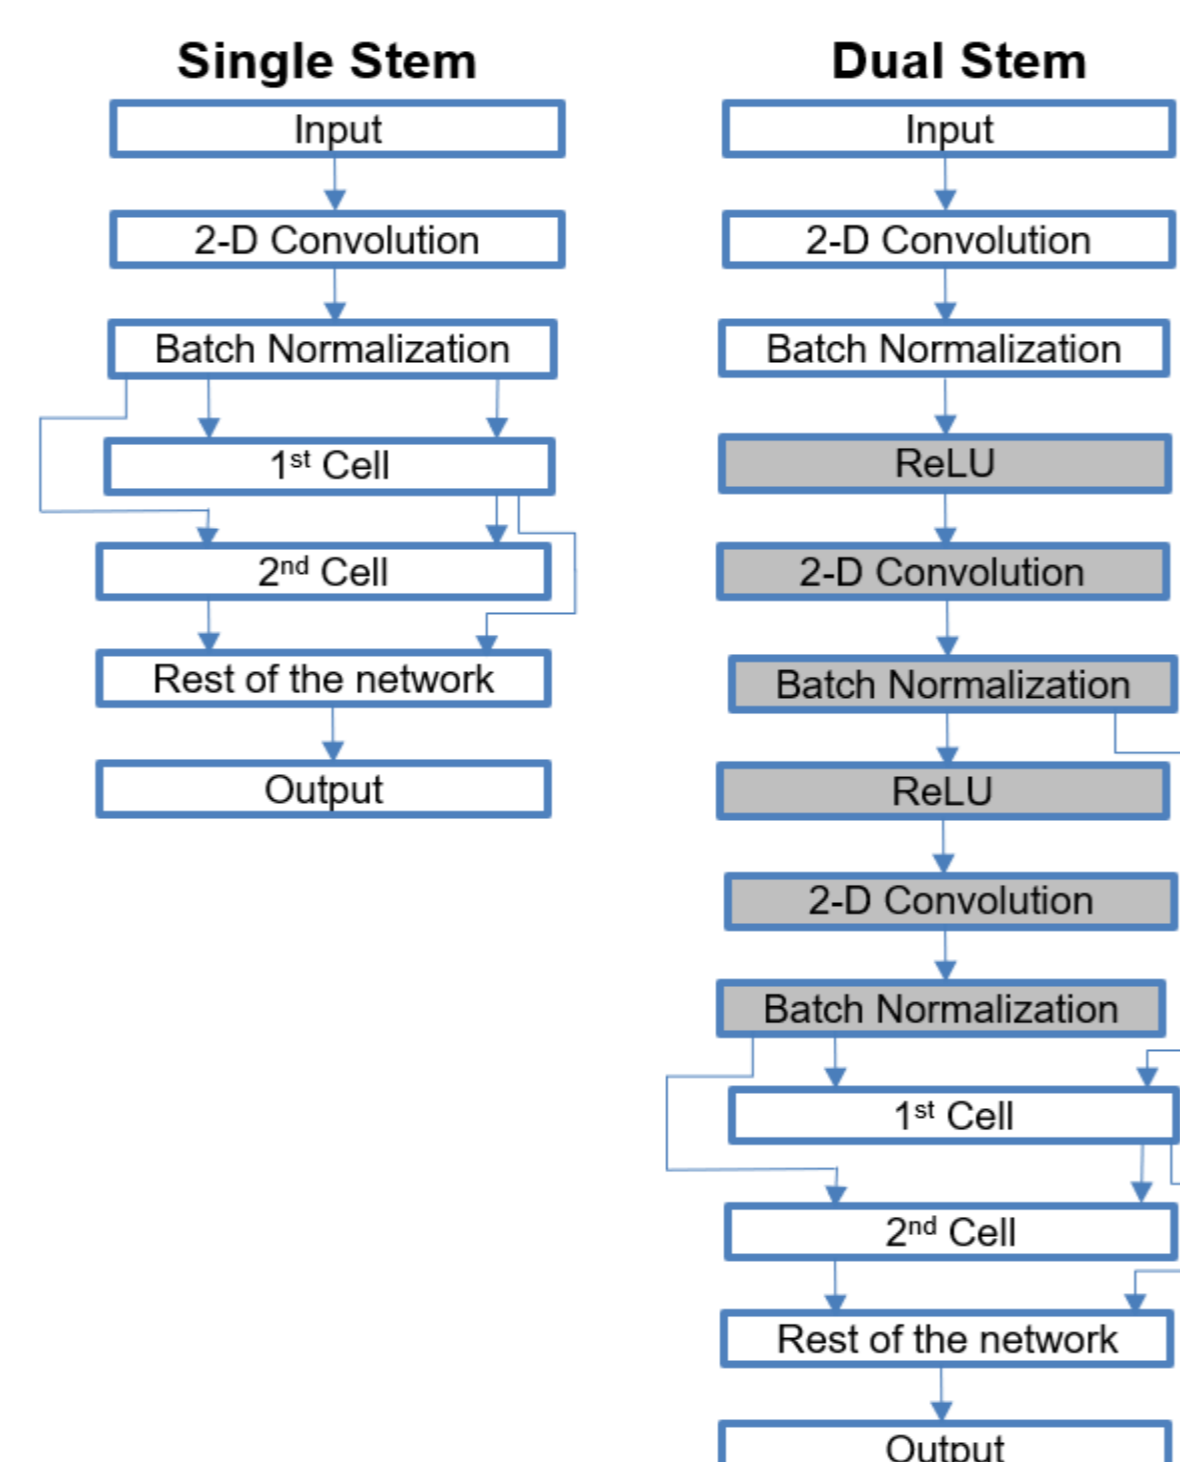 Single Stem
Input
2-D Convolution
Batch Normalization
1st Cell
2nd Cell
Rest of the network
Output
Dual Stem
Input
2-D Convolution
Batch Normalization
ReLU
2-D Convolution
Batch Normalization
ReLU
2-D Convolution
Batch Normalization
1st Cell
2nd Cell
Rest of the network
Output